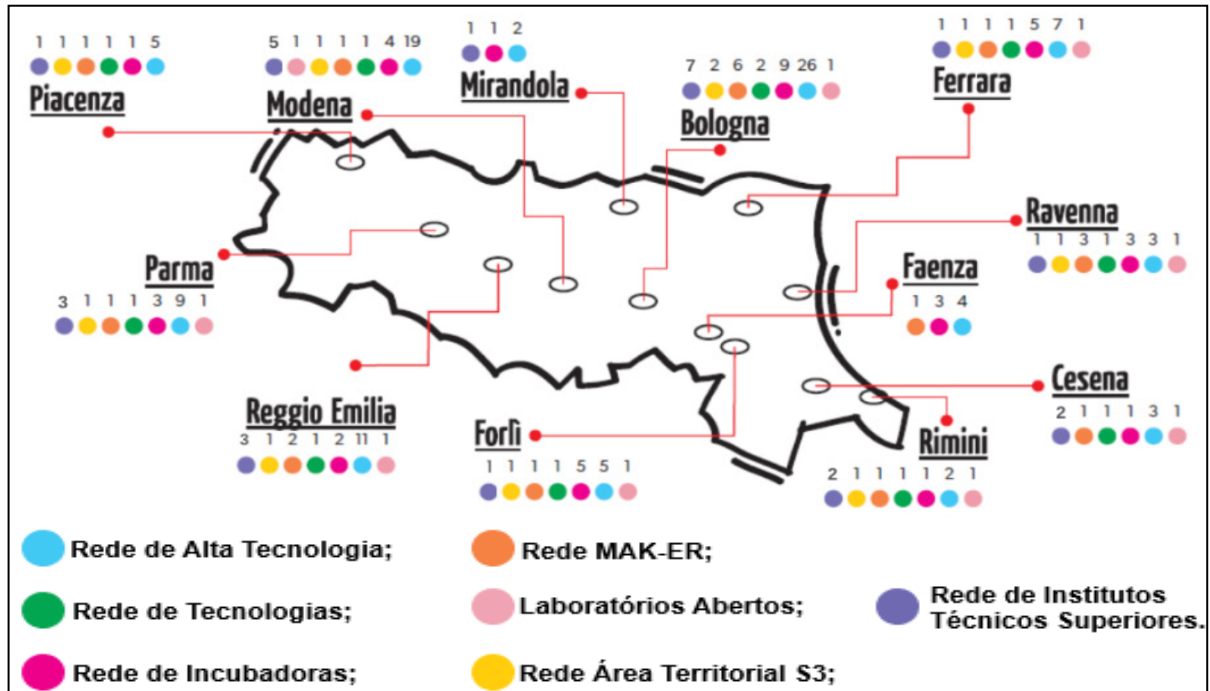 1 1 1 1 1 5
Piacenza
5 1 1 1 1 4 19
Modena
1 1 2
Mirandola
7 2 6 2 9 26 1
Bologna
1 1 1 1 5 7 1
Ferrara
Ravenna
1 1 3 1 3 3 1
Parma
3 1 1 1 3 9 1
Faenza
1 3 4
Cesena
2 1 1 1 3 1
Reggio Emilia
3 1 2 1 2 11 1
Forlì
1 1 1 1 5 5 1
Rimini
2 1 1 1 1 2 1
Rede de Alta Tecnologia;
Rede MAK-ER;
Rede de Tecnologias;
Laboratórios Abertos;
Rede de Institutos
Técnicos Superiores.
Rede de Incubadoras;
Rede Área Territorial S3;